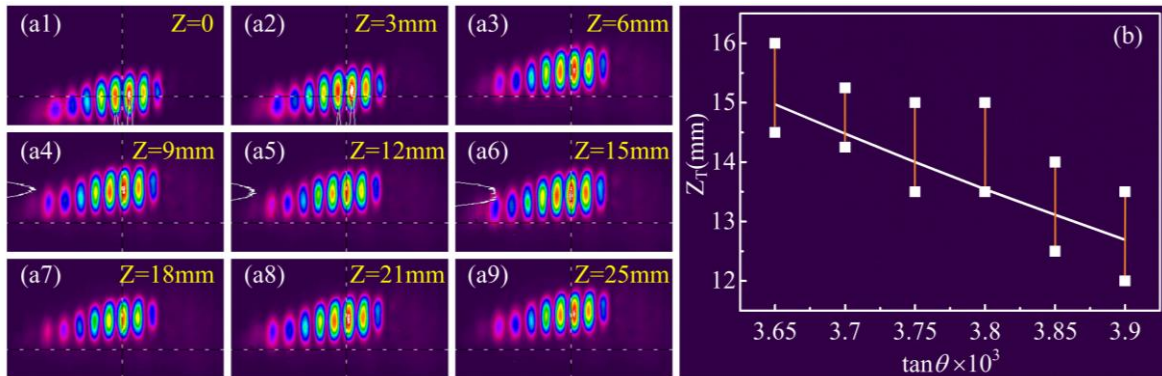 (a1) Z=0
(a2) Z=3mm
(a3) Z=6mm
(a4) Z=9mm
(a5) Z=12mm
(a6) Z=15mm
(a7) Z=18mm
(a8) Z=21mm
(a9) Z=25mm
(b)
Z_T(mm)
16
15
14
13
12
3.65 3.7 3.75 3.8 3.85 3.9
tanθ×10³